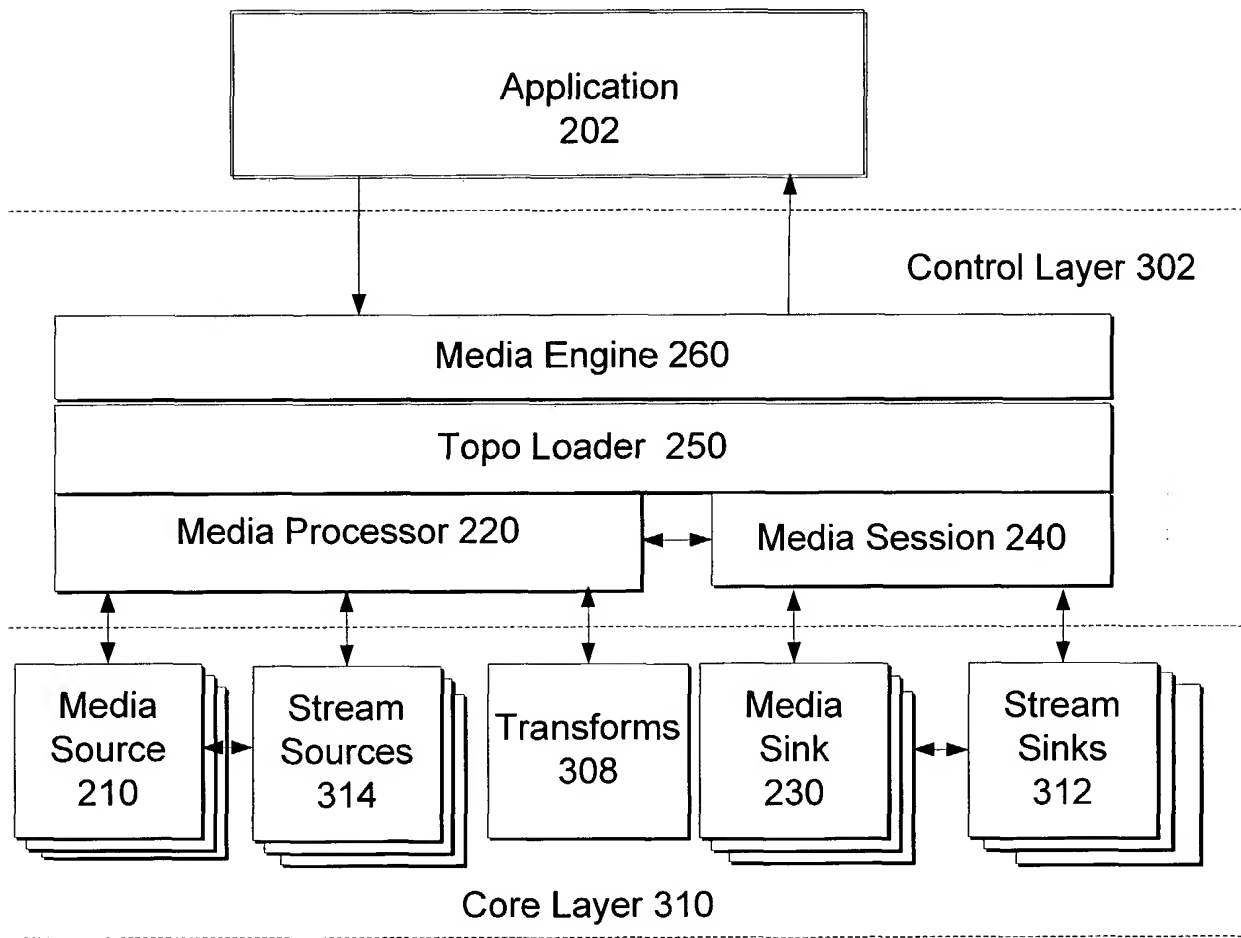 Application
202
Control Layer 302
Media Engine 260
Topo Loader 250
Media Processor 220
Media Session 240
Media
Source
210
Stream
Sources
314
Transforms
308
Media
Sink
230
Stream
Sinks
312
Core Layer 310